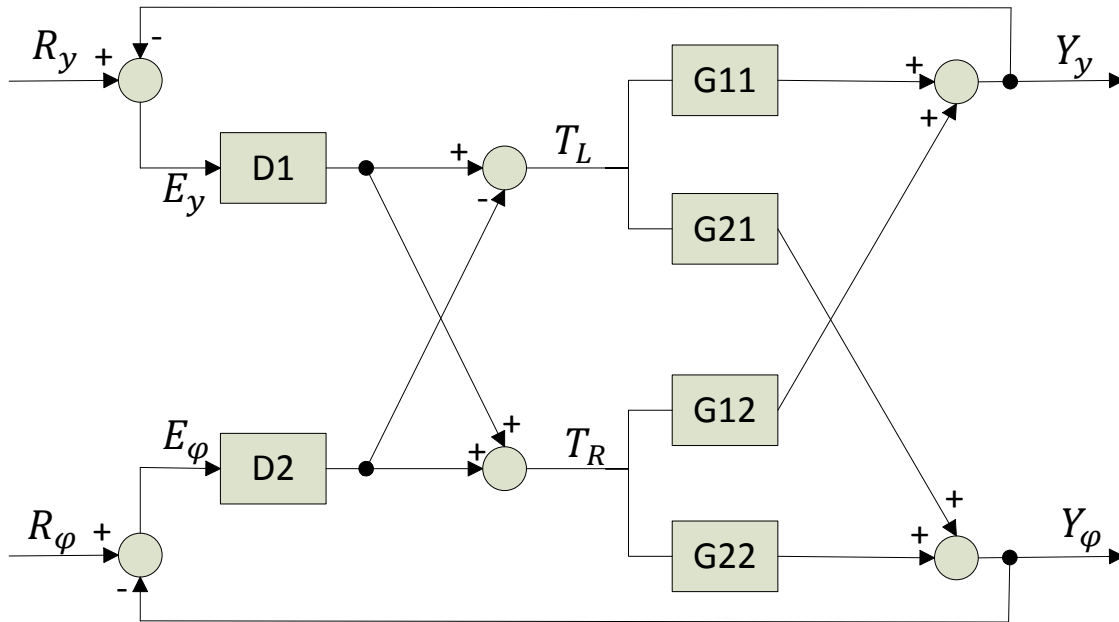 -
R_y + + Y_y
G11 +
E_y D1 + T_L
-
G21
+ G12 +
E_φ D2 + T_R
R_φ + G22 + Y_φ
-